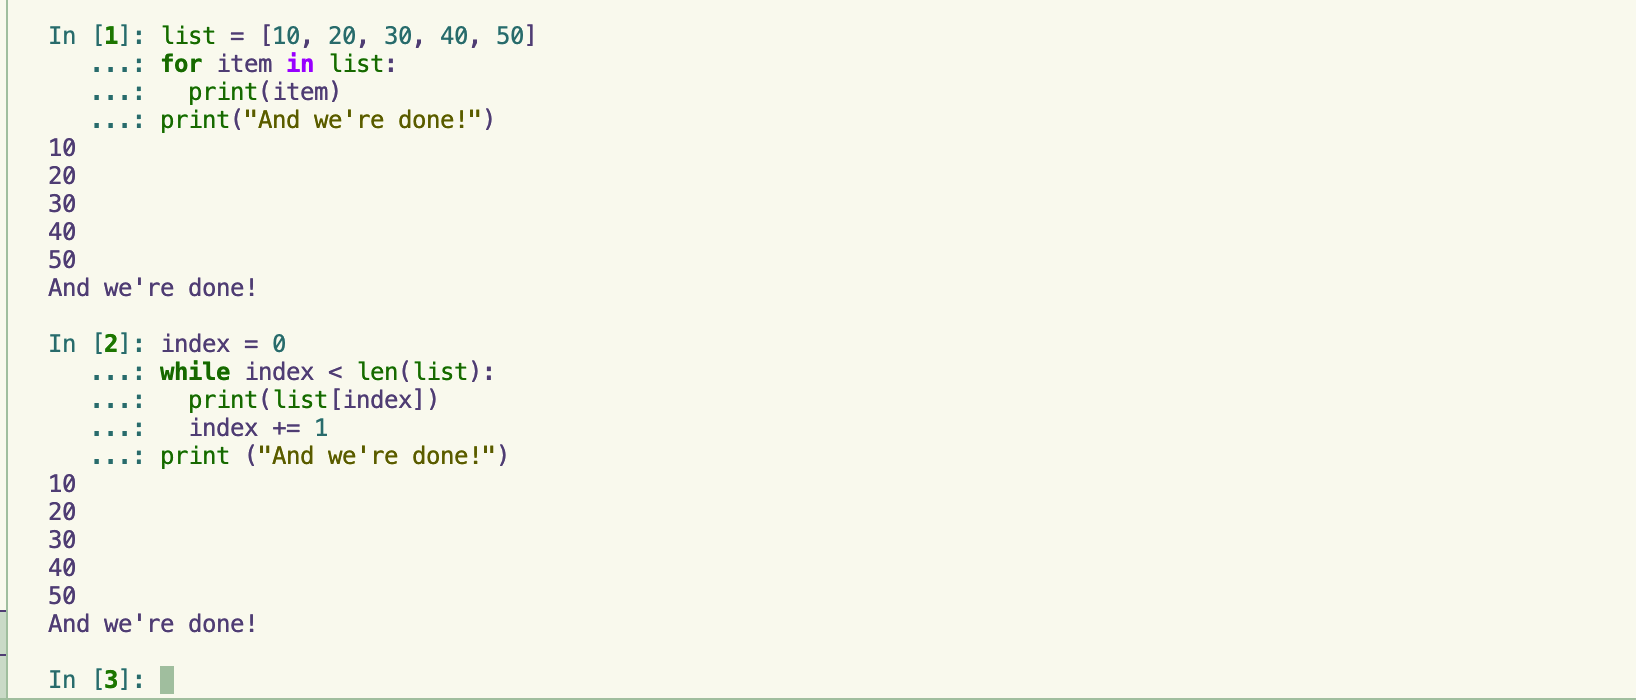 In [1]: list = [10, 20, 30, 40, 50]
   ...: for item in list:
   ...:   print(item)
   ...: print("And we're done!")
10
20
30
40
50
And we're done!

In [2]: index = 0
   ...: while index < len(list):
   ...:   print(list[index])
   ...:   index += 1
   ...: print ("And we're done!")
10
20
30
40
50
And we're done!

In [3]: